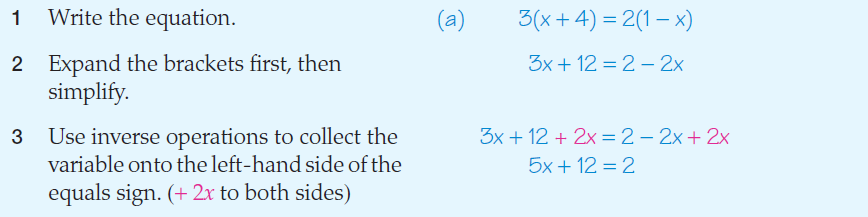 1 Write the equation. (a) 3(x + 4) = 2(1 – x)
2 Expand the brackets first, then 3x + 12 = 2 – 2x
simplify.
3 Use inverse operations to collect the 3x + 12 + 2x = 2 – 2x + 2x
variable onto the left-hand side of the 5x + 12 = 2
equals sign. (+ 2x to both sides)